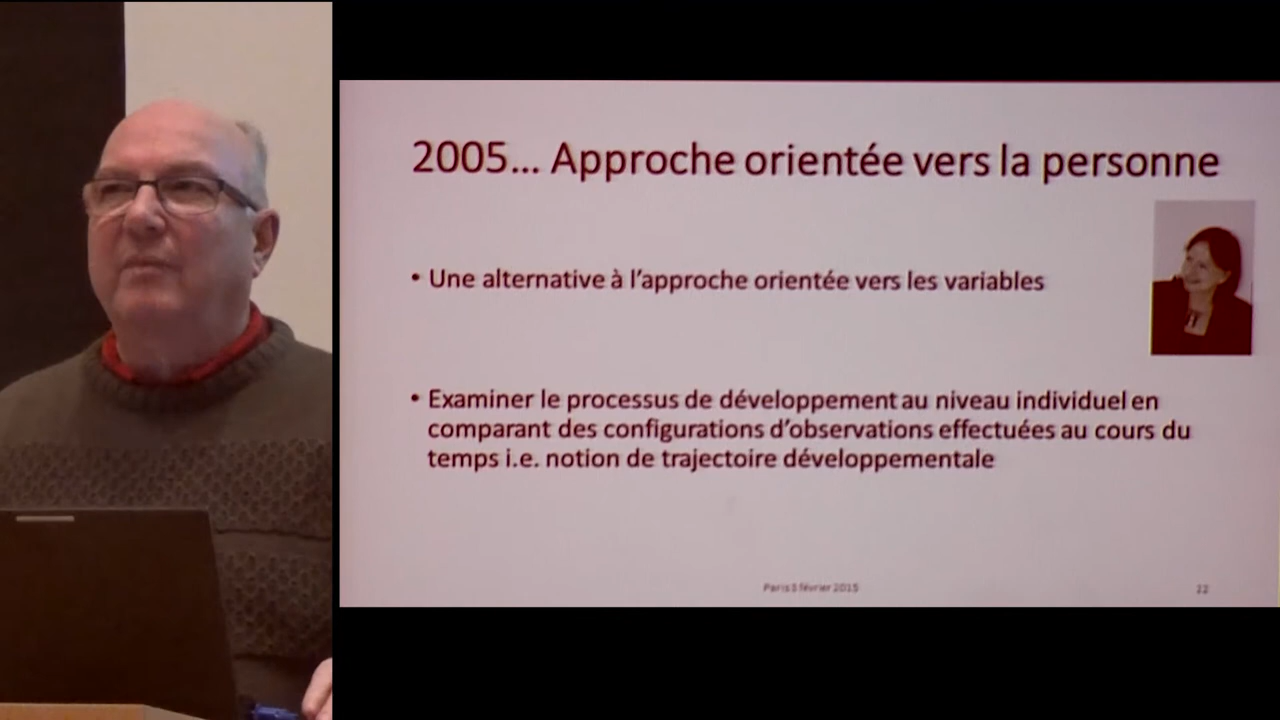 2005... Approche orientée vers la personne
• Une alternative à l'approche orientée vers les variables
• Examiner le processus de développement au niveau individuel en
comparant des configurations d'observations effectuées au cours du
temps i.e. notion de trajectoire développementale
Paris 5 février 2015
22